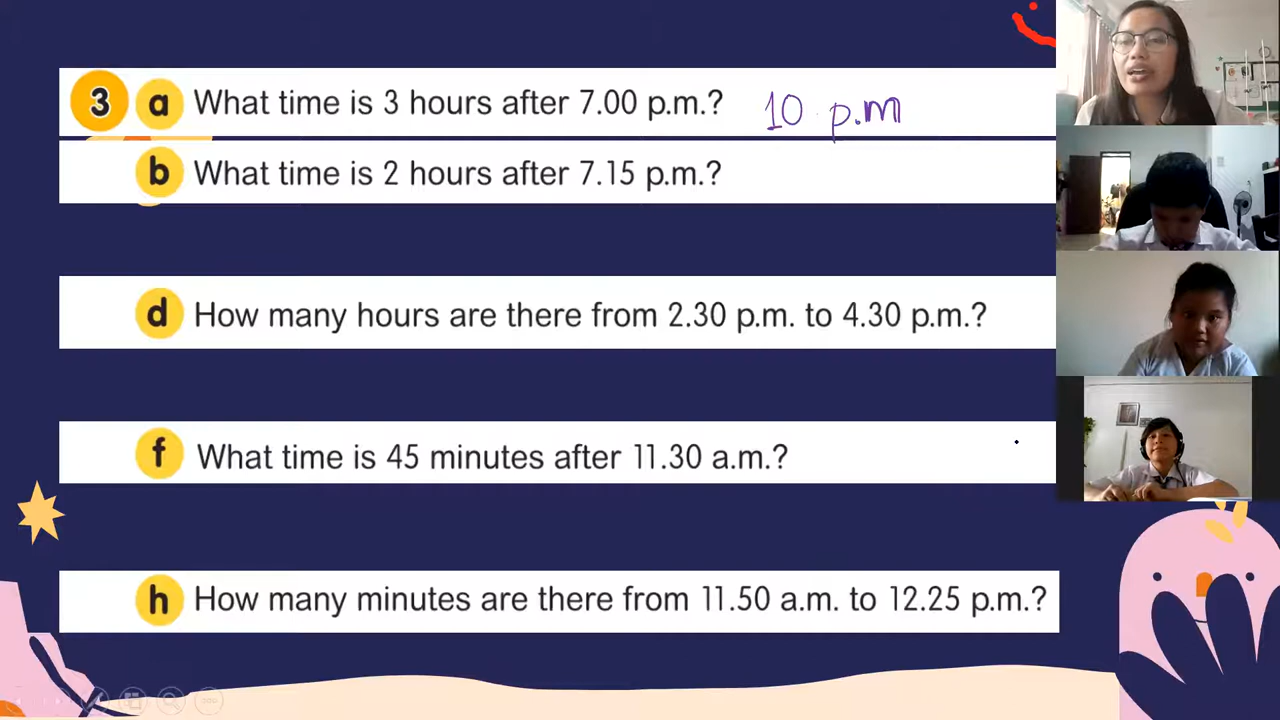 3 a What time is 3 hours after 7.00 p.m.? 10 p.m
b What time is 2 hours after 7.15 p.m.?
d How many hours are there from 2.30 p.m. to 4.30 p.m.?
f What time is 45 minutes after 11.30 a.m.?
h How many minutes are there from 11.50 a.m. to 12.25 p.m.?